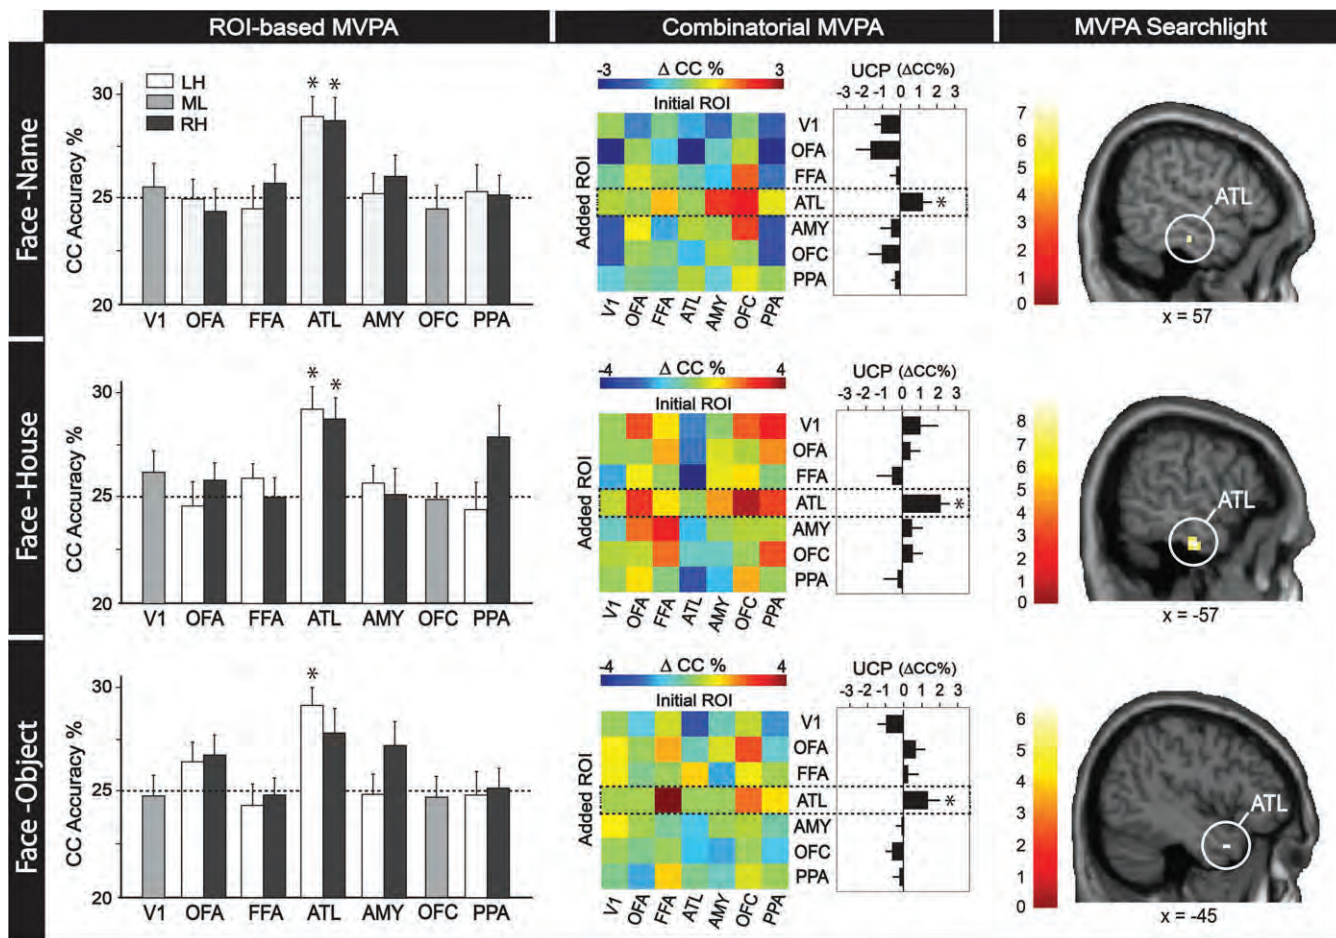 ROI-based MVPA
Combinatorial MVPA
MVPA Searchlight
Face-Name
LH
ML
RH
CC Accuracy %
30
25
20
* *
V1 OFA FFA ATL AMY OFC PPA
Δ CC %
-3 3
Initial ROI
Added ROI
V1 OFA FFA ATL AMY OFC PPA
UCP (ΔCC%)
-3 -2 -1 0 1 2 3
V1
OFA
FFA
ATL *
AMY
OFC
PPA
7
6
5
4
3
2
1
0
ATL
x = 57
Face -House
CC Accuracy %
30
25
20
* *
V1 OFA FFA ATL AMY OFC PPA
Δ CC %
-4 4
Initial ROI
Added ROI
V1 OFA FFA ATL AMY OFC PPA
UCP (ΔCC%)
-3 -2 -1 0 1 2 3
V1
OFA
FFA
ATL *
AMY
OFC
PPA
8
7
6
5
4
3
2
1
0
ATL
x = -57
Face -Object
CC Accuracy %
30
25
20
*
V1 OFA FFA ATL AMY OFC PPA
Δ CC %
-4 4
Initial ROI
Added ROI
V1 OFA FFA ATL AMY OFC PPA
UCP (ΔCC%)
-3 -2 -1 0 1 2 3
V1
OFA
FFA
ATL *
AMY
OFC
PPA
6
5
4
3
2
1
0
ATL
x = -45